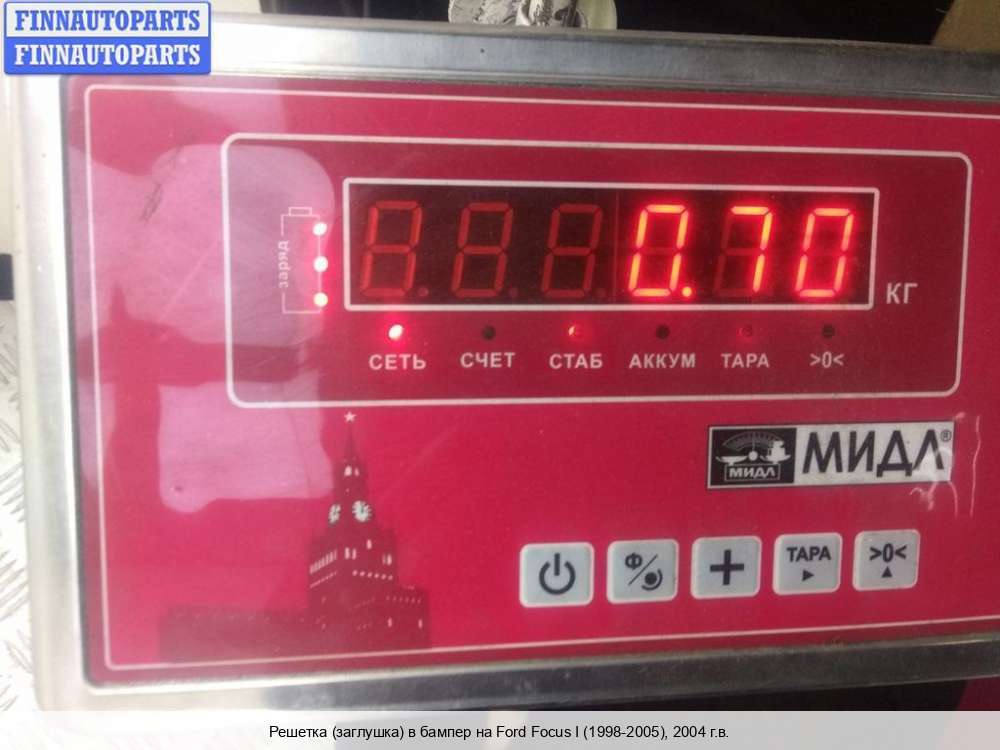 FINNAUTOPARTS
FINNAUTOPARTS
заряд
0.70
КГ
СЕТЬ СЧЕТ СТАБ АККУМ ТАРА >0<
МИДЛ МИДЛ®
Ф ТАРА >0<
Решетка (заглушка) в бампер на Ford Focus I (1998-2005), 2004 г.в.